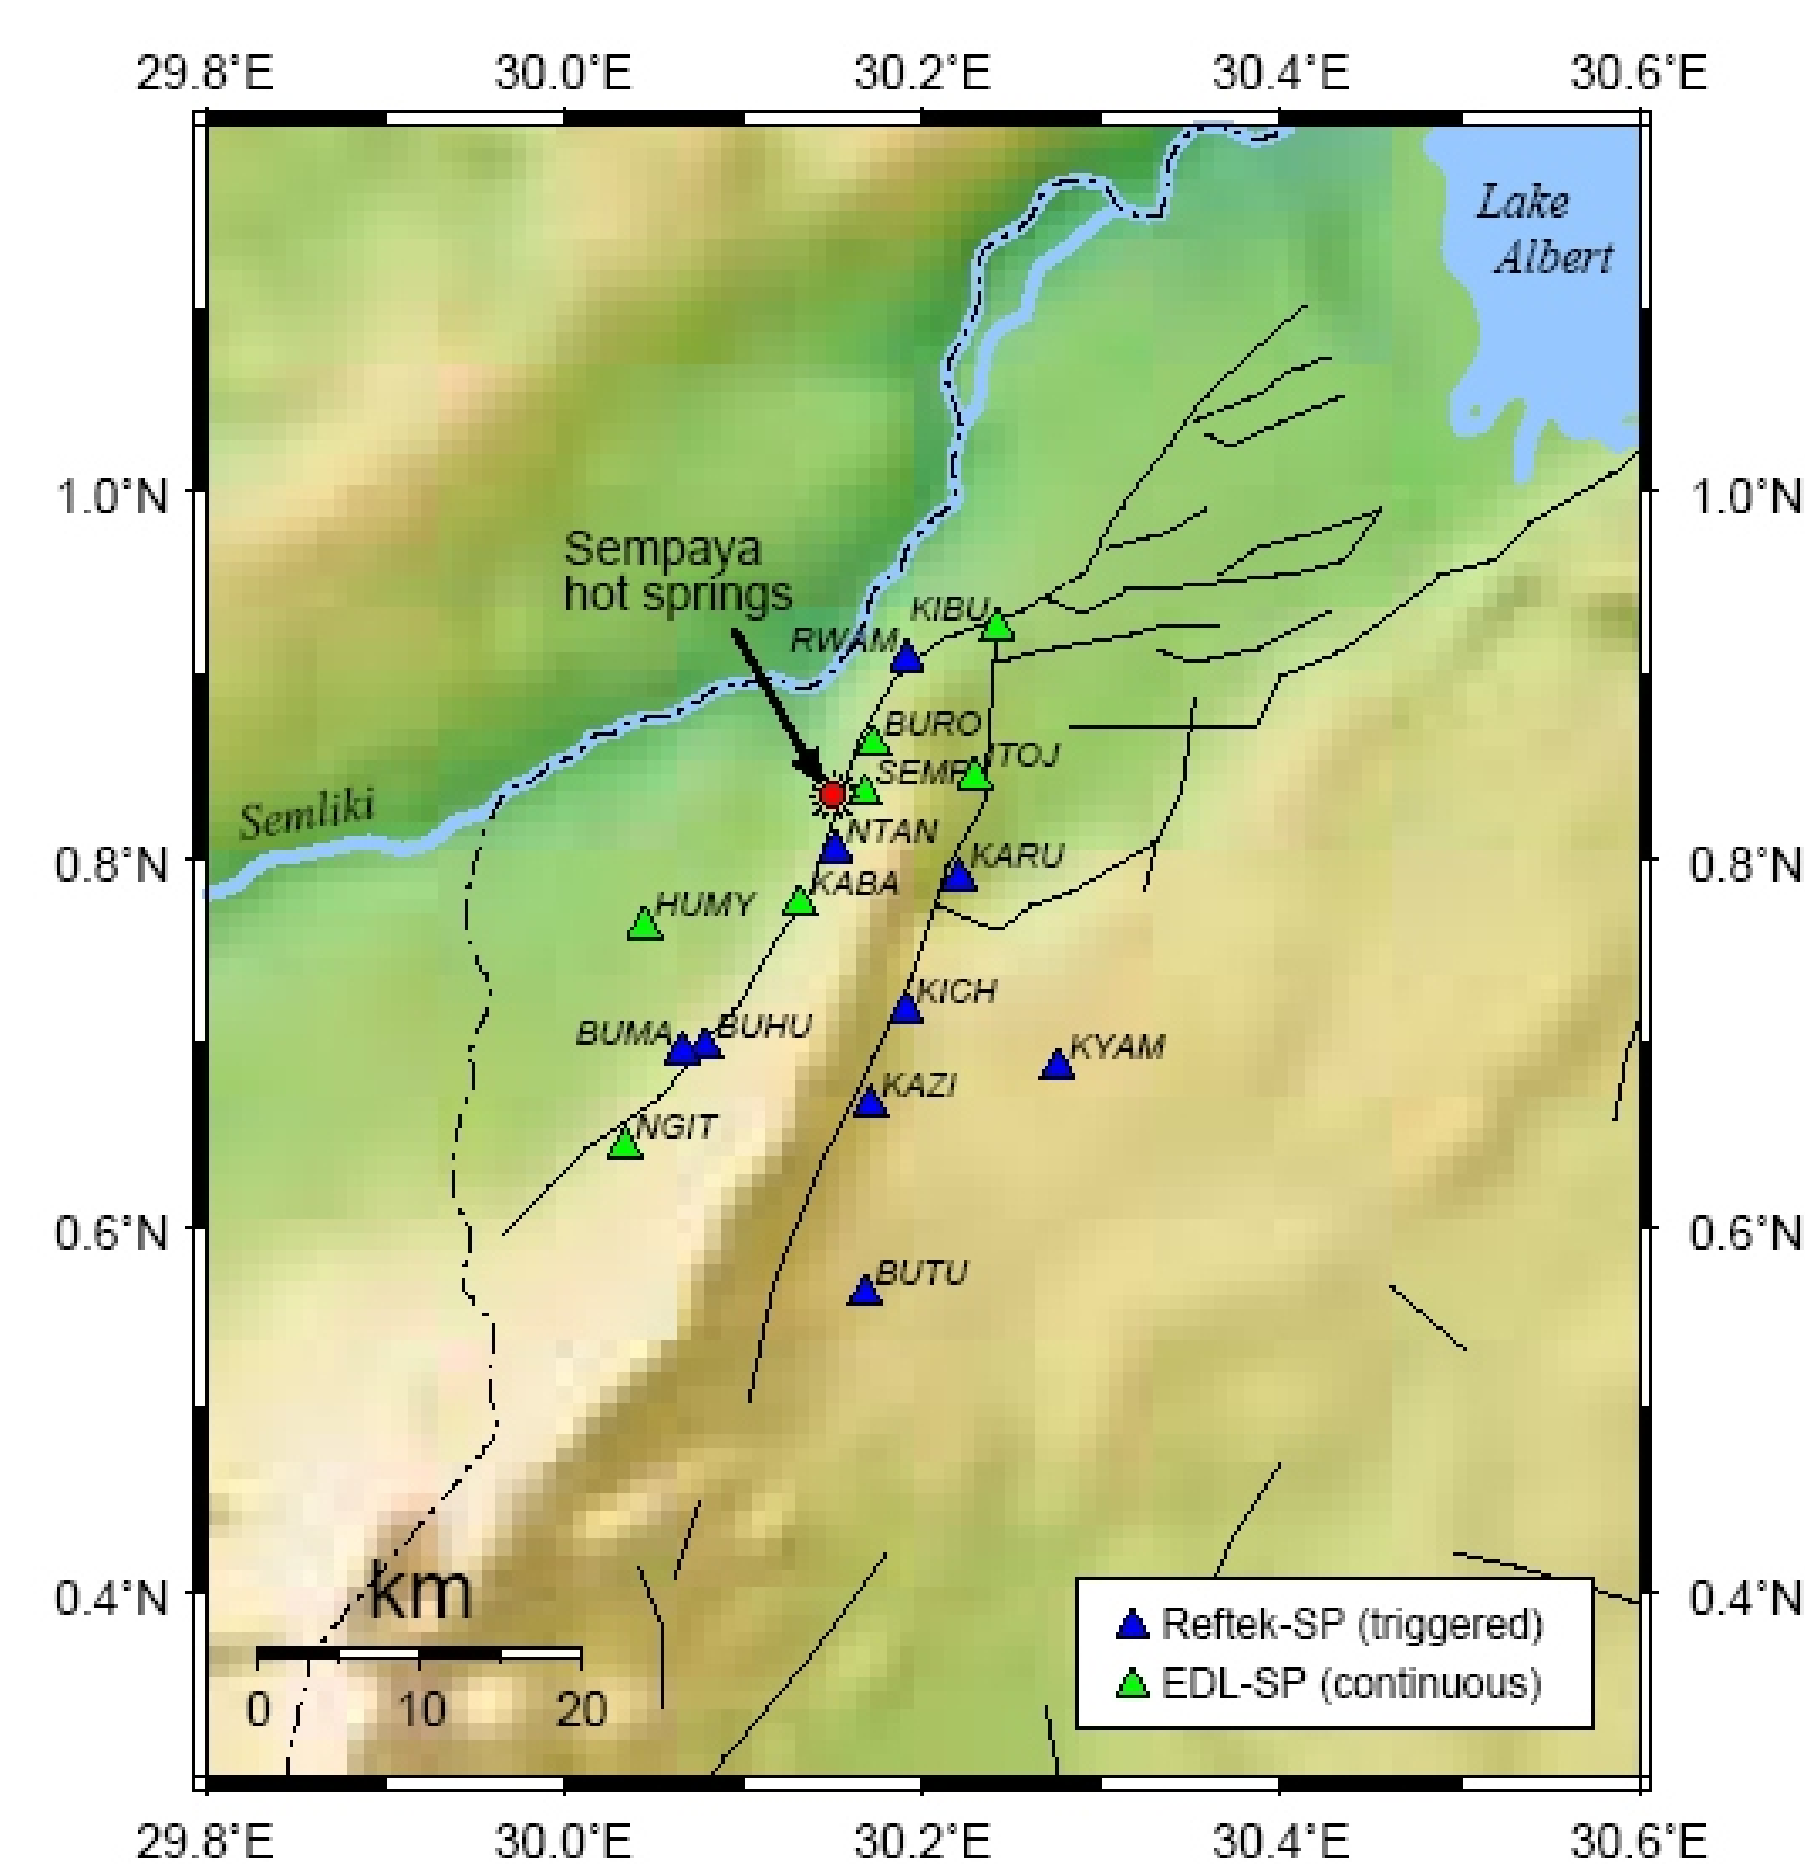 29.8°E 30.0°E 30.2°E 30.4°E 30.6°E
Lake
Albert
1.0°N 1.0°N
Sempaya
hot springs
KIBU
RWAM
BURO
ITOJ
SEMP
Semliki
NTAN
0.8°N KARU 0.8°N
KABA
HUMY
KICH
BUMA BUHU
KYAM
KAZI
NGIT
0.6°N 0.6°N
BUTU
0.4°N km 0.4°N
Reftek-SP (triggered)
EDL-SP (continuous)
0 10 20
29.8°E 30.0°E 30.2°E 30.4°E 30.6°E